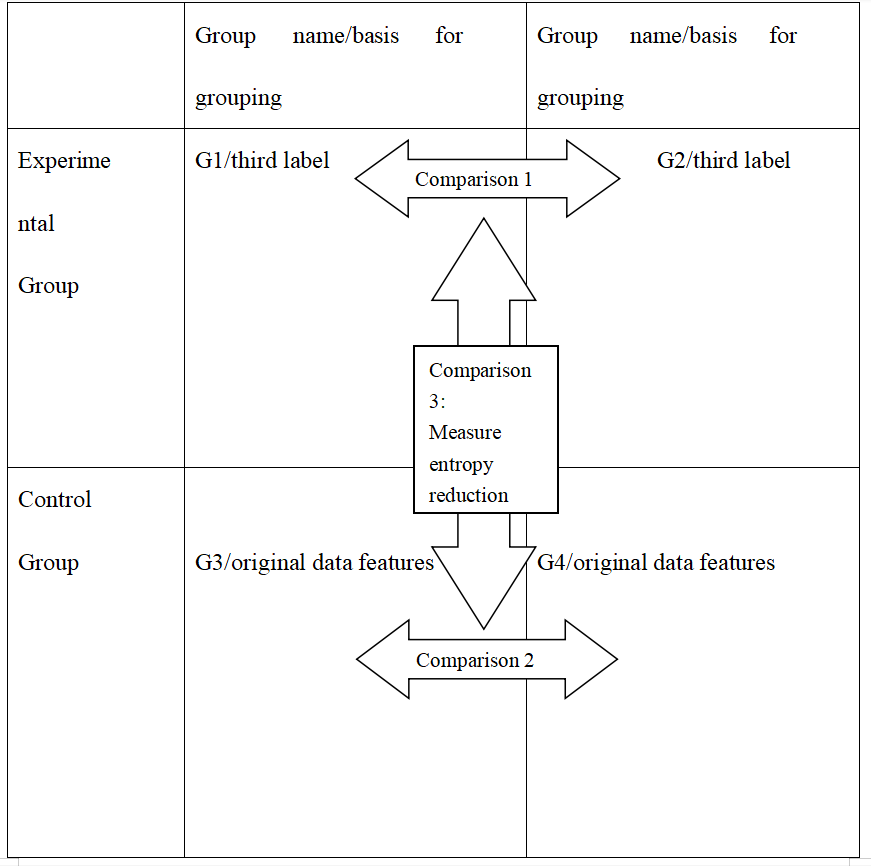 Group name/basis for
grouping
Group name/basis for
grouping
Experime
ntal
Group
G1/third label
Comparison 1
G2/third label
Comparison
3:
Measure
entropy
reduction
Control
Group
G3/original data features
G4/original data features
Comparison 2